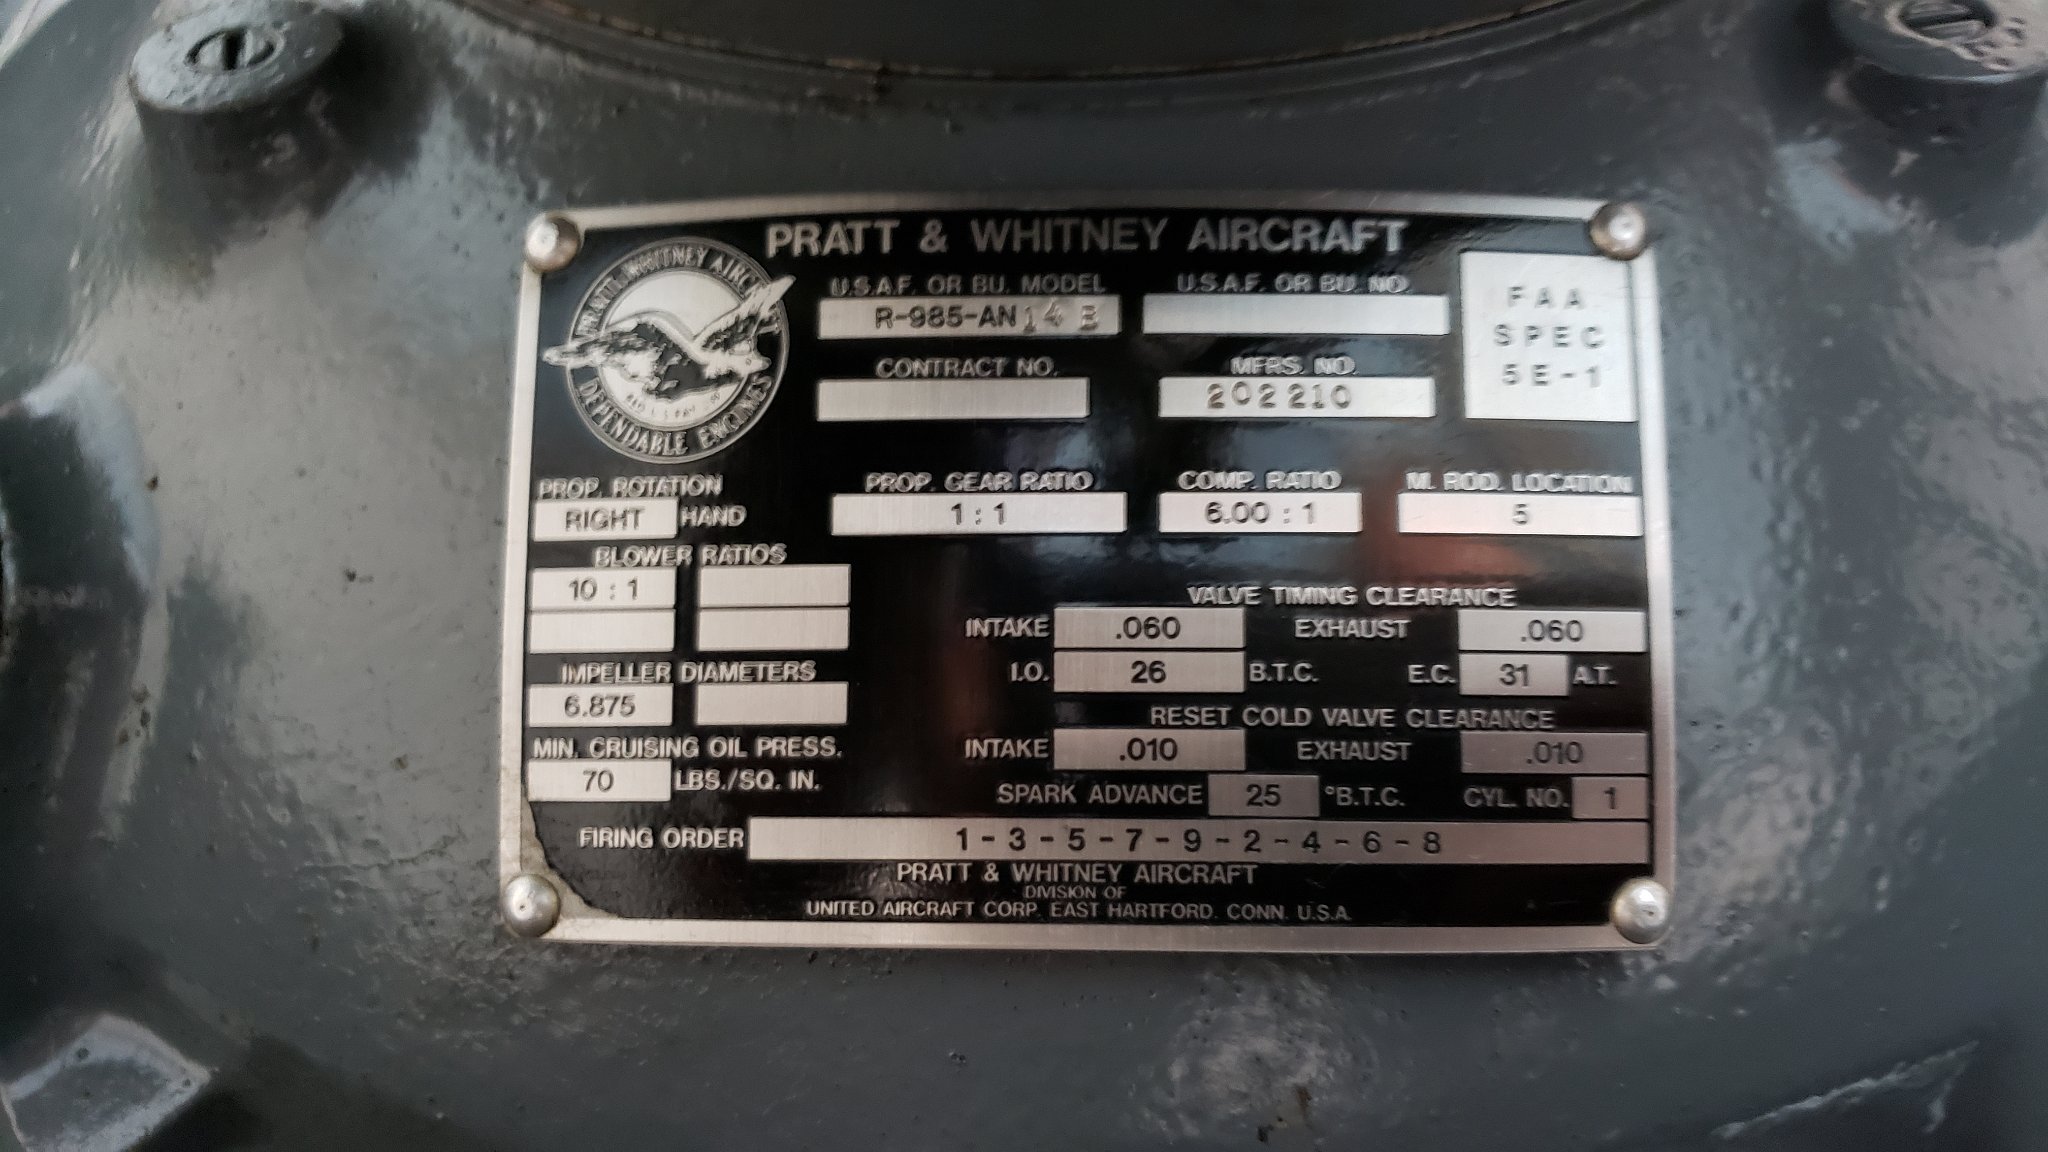 PRATT & WHITNEY AIRCRAFT
PRATT & WHITNEY AIRCRAFT
DEPENDABLE ENGINES
U.S.A.F. OR BU. MODEL
R-985-AN 14 B
U.S.A.F. OR BU. NO.
FAA
SPEC
5E-1
CONTRACT NO.
MFRS. NO.
202210
PROP. ROTATION
RIGHT HAND
PROP. GEAR RATIO
1 : 1
COMP. RATIO
6.00 : 1
M. ROD. LOCATION
5
BLOWER RATIOS
10 : 1
IMPELLER DIAMETERS
6.875
MIN. CRUISING OIL PRESS.
70 LBS./SQ. IN.
VALVE TIMING CLEARANCE
INTAKE .060 EXHAUST .060
I.O. 26 B.T.C. E.C. 31 A.T.
RESET COLD VALVE CLEARANCE
INTAKE .010 EXHAUST .010
SPARK ADVANCE 25 °B.T.C. CYL. NO. 1
FIRING ORDER 1 - 3 - 5 - 7 - 9 - 2 - 4 - 6 - 8
PRATT & WHITNEY AIRCRAFT
DIVISION OF
UNITED AIRCRAFT CORP. EAST HARTFORD. CONN. U.S.A.